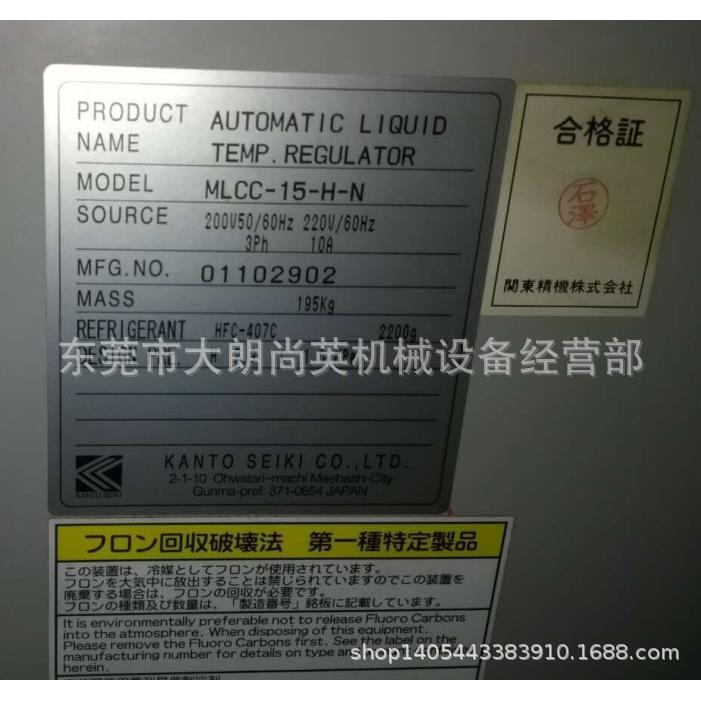 PRODUCT NAME AUTOMATIC LIQUID TEMP. REGULATOR
MODEL MLCC-15-H-N
SOURCE 200V50/60Hz 220V/60Hz
3Ph 10A
MFG.NO. 01102902
MASS 195Kg
REFRIGERANT HFC-407C 2200g
东莞市大朗尚英机械设备经营部
KANTO SEIKI CO.,LTD.
2-1-10 Ohwatari-machi Maebashi-City
Gunma-pref. 371-0854 JAPAN
KANTO SEIKI
合格証
石澤
関東精機株式会社
フロン回収破壊法 第一種特定製品
この装置は、冷媒としてフロンが使用されています。
フロンを大気中に放出することは禁じられていますのでこの装置を
廃棄する場合は、フロンの回収が必要です。
フロンの種類及び数量は、「製造番号」銘板に記載しています。
It is environmentally preferable not to release Fluoro Carbons
into the atmosphere. When disposing of this equipment.
Please remove the Fluoro Carbons first. See the label on the
manufacturing number for details on type and
herein.
shop1405443383910.1688.com